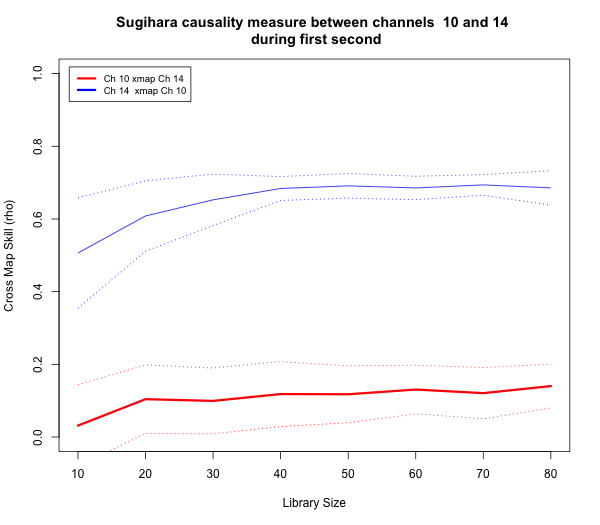 Sugihara causality measure between channels  10 and 14
during first second
Ch 10 xmap Ch 14
Ch 14  xmap Ch 10
Cross Map Skill (rho)
1.0
0.8
0.6
0.4
0.2
0.0
10 20 30 40 50 60 70 80
Library Size